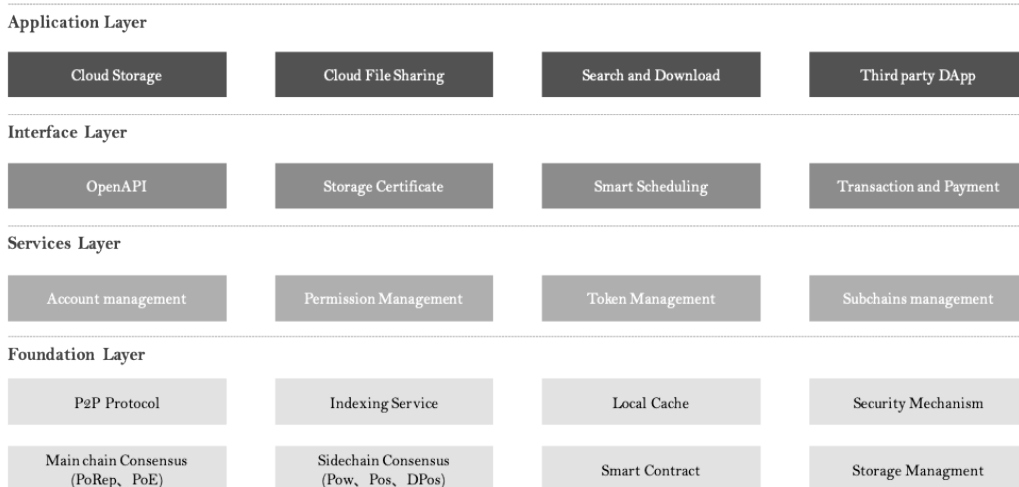 Application Layer
Cloud Storage
Cloud File Sharing
Search and Download
Third party DApp
Interface Layer
OpenAPI
Storage Certificate
Smart Scheduling
Transaction and Payment
Services Layer
Account management
Permission Management
Token Management
Subchains management
Foundation Layer
P2P Protocol
Indexing Service
Local Cache
Security Mechanism
Main chain Consensus
(PoRep、PoE)
Sidechain Consensus
(Pow、Pos、DPos)
Smart Contract
Storage Managment